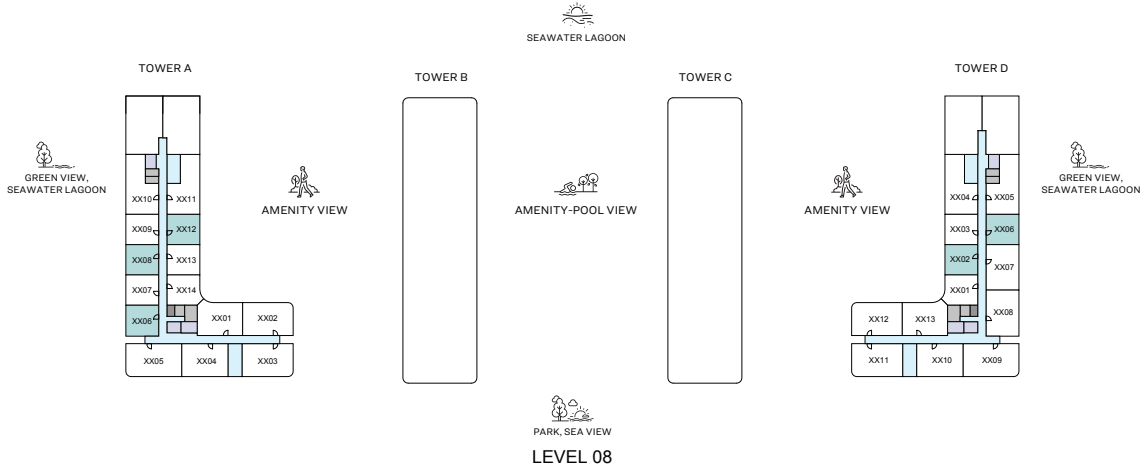 SEAWATER LAGOON
TOWER A
TOWER B
TOWER C
TOWER D
GREEN VIEW,
SEAWATER LAGOON
AMENITY VIEW
AMENITY-POOL VIEW
AMENITY VIEW
GREEN VIEW,
SEAWATER LAGOON
XX10
XX11
XX09
XX12
XX08
XX13
XX07
XX14
XX06
XX01
XX02
XX05
XX04
XX03
XX04
XX05
XX03
XX06
XX02
XX07
XX01
XX08
XX12
XX13
XX11
XX10
XX09
PARK, SEA VIEW
LEVEL 08